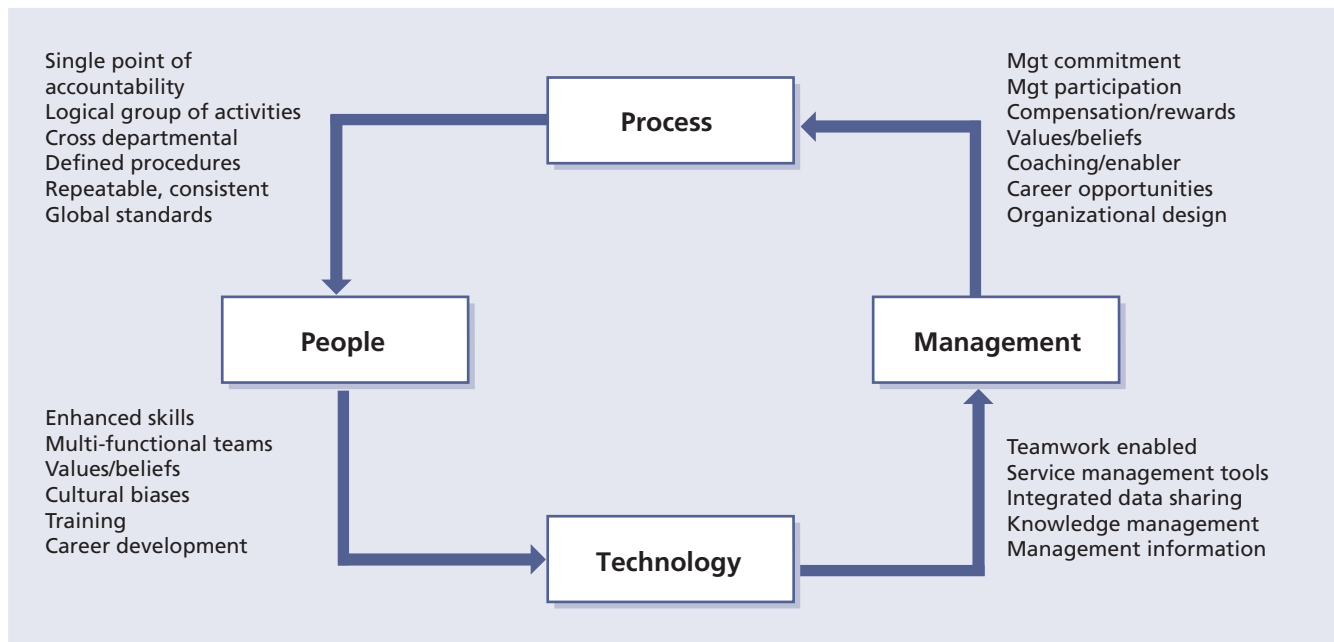 Single point of
accountability
Logical group of activities
Cross departmental
Defined procedures
Repeatable, consistent
Global standards
Process
Mgt commitment
Mgt participation
Compensation/rewards
Values/beliefs
Coaching/enabler
Career opportunities
Organizational design
People
Management
Enhanced skills
Multi-functional teams
Values/beliefs
Cultural biases
Training
Career development
Technology
Teamwork enabled
Service management tools
Integrated data sharing
Knowledge management
Management information